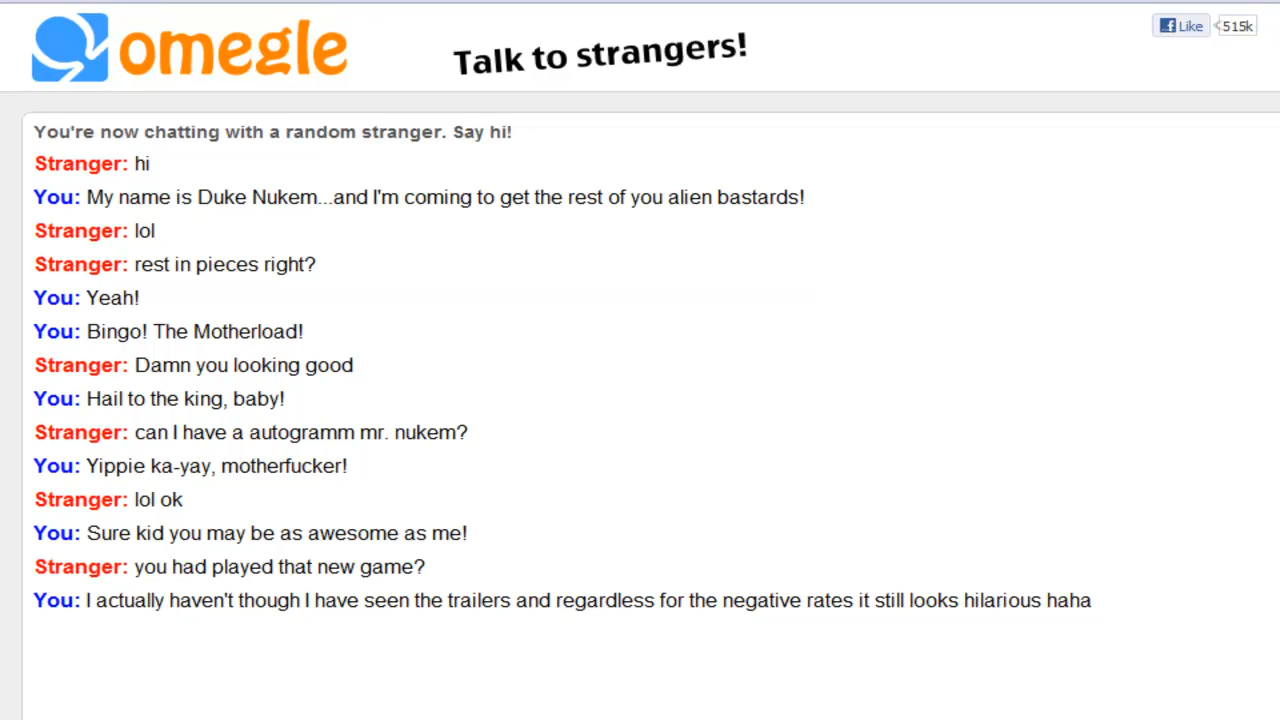 omegle
Talk to strangers!
Like
515k
You're now chatting with a random stranger. Say hi!
Stranger: hi
You: My name is Duke Nukem...and I'm coming to get the rest of you alien bastards!
Stranger: lol
Stranger: rest in pieces right?
You: Yeah!
You: Bingo! The Motherload!
Stranger: Damn you looking good
You: Hail to the king, baby!
Stranger: can I have a autogramm mr. nukem?
You: Yippie ka-yay, motherfucker!
Stranger: lol ok
You: Sure kid you may be as awesome as me!
Stranger: you had played that new game?
You: I actually haven't though I have seen the trailers and regardless for the negative rates it still looks hilarious haha